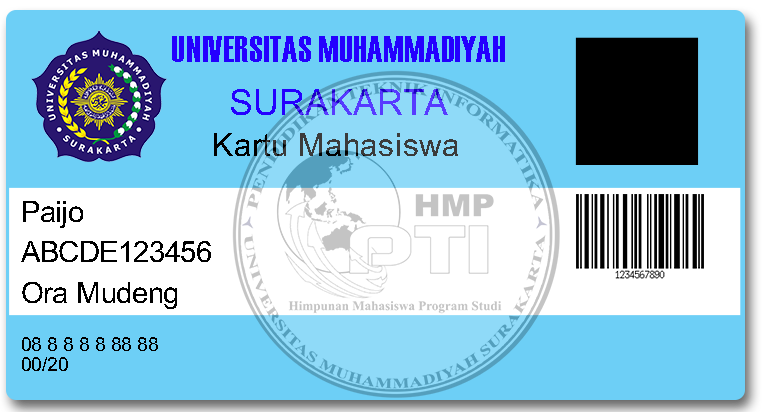 UNIVERSITAS MUHAMMADIYAH
SURAKARTA
Kartu Mahasiswa
UNIVERSITAS MUHAMMADIYAH
SURAKARTA
PENDIDIKAN TEKNIK INFORMATIKA
HMP
PTI
Himpunan Mahasiswa Program Studi
UNIVERSITAS MUHAMMADIYAH SURAKARTA
Paijo
ABCDE123456
Ora Mudeng
1234567890
08 8 8 8 8 88 88
00/20